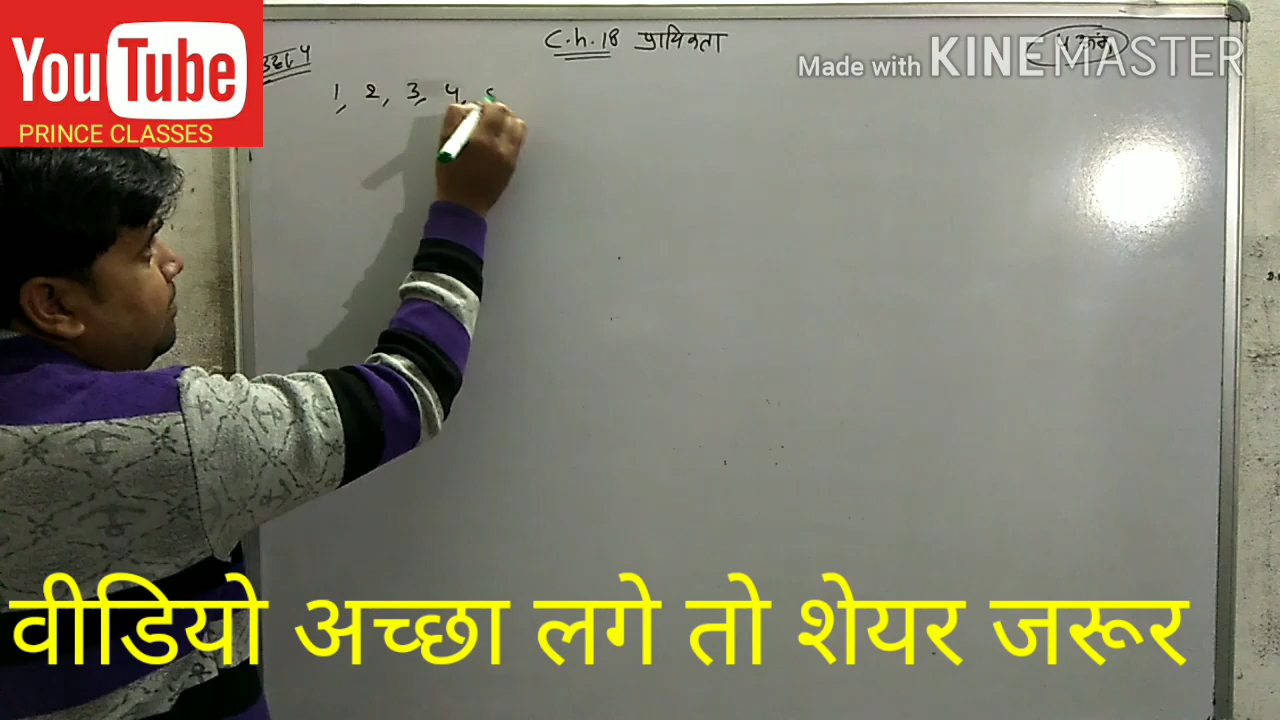 YouTube
PRINCE CLASSES
C.h.18 प्रायिकता
Made with KINEMASTER
1, 2, 3, 4,
वीडियो अच्छा लगे तो शेयर जरूर